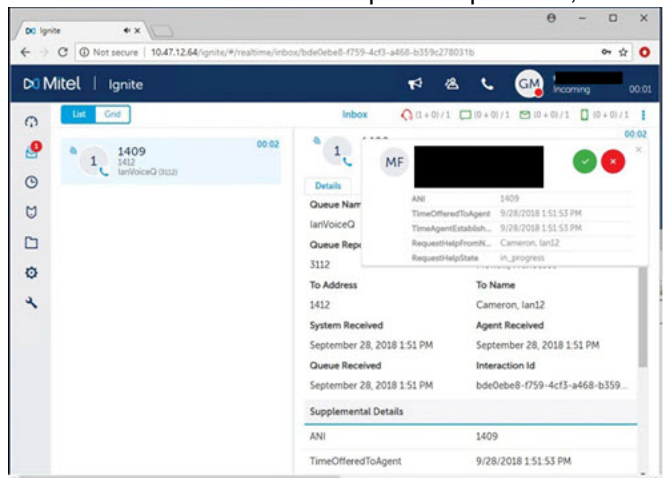 Ignite
Not secure | 10.47.12.64/ignite/#/realtime/inbox/bde0ebe8-f759-4cf3-a468-b359c278031b
Mitel | Ignite
GM
Incoming
00:01
List Grid
Inbox
(1 + 0) / 1 (0 + 0) / 1 (0 + 0) / 1 (0 + 0) / 1
1
1409
1412
IanVoiceQ (3112)
00:02
00:02
1
MF
Details
ANI 1409
TimeOfferedToAgent 9/28/2018 1:51:53 PM
TimeAgentEstablish... 9/28/2018 1:51:53 PM
RequestHelpFromN... Cameron, Ian12
RequestHelpState in_progress
Queue Nam
IanVoiceQ
Queue Repo
3112
To Address To Name
1412 Cameron, Ian12
System Received Agent Received
September 28, 2018 1:51 PM September 28, 2018 1:51 PM
Queue Received Interaction Id
September 28, 2018 1:51 PM bde0ebe8-f759-4cf3-a468-b359...
Supplemental Details
ANI 1409
TimeOfferedToAgent 9/28/2018 1:51:53 PM